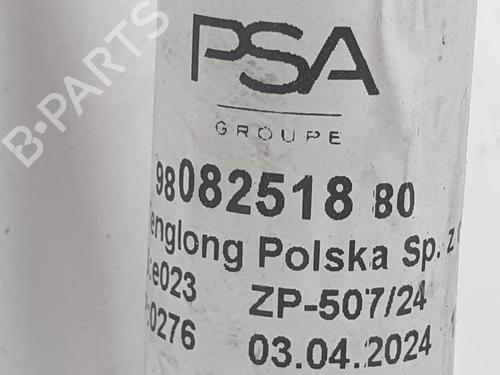 B-PARTS
PSA
GROUPE
98082518 80
englong Polska Sp. z
:e023 ZP-507/24
:0276 03.04.2024